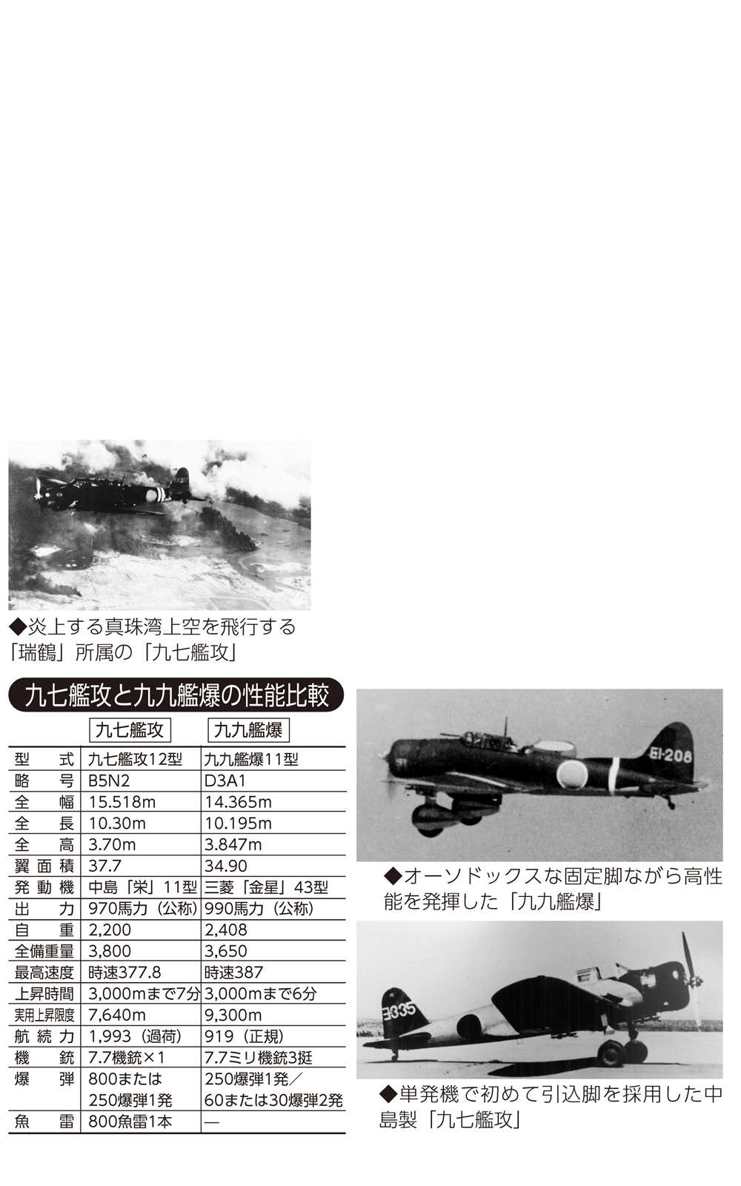 ◆炎上する真珠湾上空を飛行する
「瑞鶴」所属の「九七艦攻」
九七艦攻と九九艦爆の性能比較
九七艦攻 九九艦爆
型式 九七艦攻12型 九九艦爆11型
略号 B5N2 D3A1
全幅 15.518m 14.365m
全長 10.30m 10.195m
全高 3.70m 3.847m
翼面積 37.7 34.90
発動機 中島「栄」11型 三菱「金星」43型
出力 970馬力（公称） 990馬力（公称）
自重 2,200 2,408
全備重量 3,800 3,650
最高速度 時速377.8 時速387
上昇時間 3,000mまで7分 3,000mまで6分
実用上昇限度 7,640m 9,300m
航続力 1,993（過荷） 919（正規）
機銃 7.7機銃×1 7.7ミリ機銃3挺
爆弾 800または 250爆弾1発／
250爆弾1発 60または30爆弾2発
魚雷 800魚雷1本 ―
EI-208
◆オーソドックスな固定脚ながら高性
能を発揮した「九九艦爆」
◆単発機で初めて引込脚を採用した中
島製「九七艦攻」